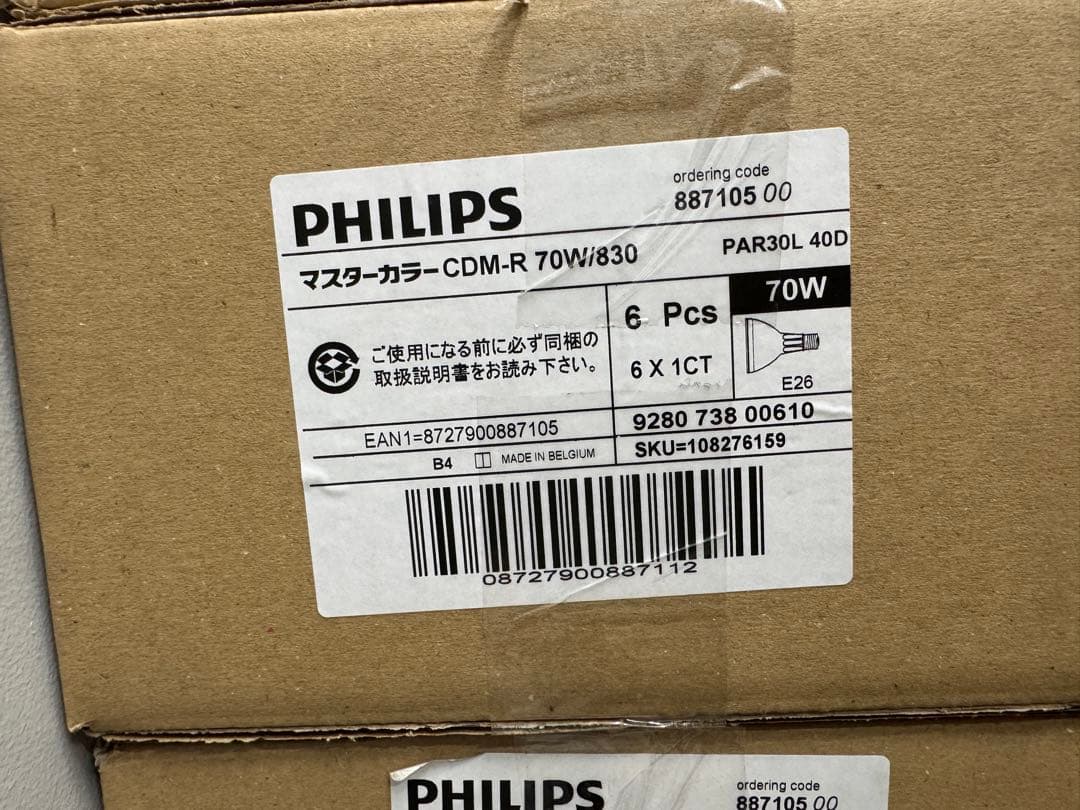 PHILIPS
ordering code
887105 00
マスターカラー CDM-R 70W/830
PAR30L 40D
70W
6 Pcs
6 X 1CT
E26
ご使用になる前に必ず同梱の
取扱説明書をお読み下さい。
EAN1=8727900887105
9280 738 00610
B4
MADE IN BELGIUM
SKU=108276159
08727900887112
PHILIPS
ordering code
887105 00